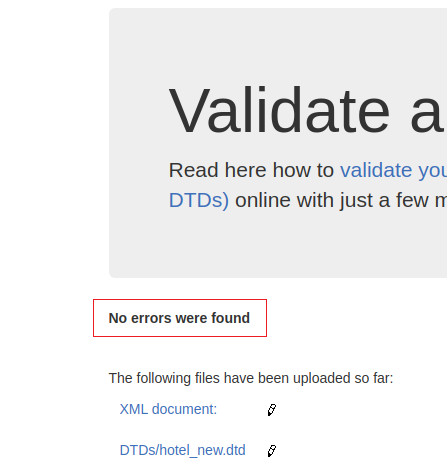 Validate a
Read here how to validate you
DTDs) online with just a few m
No errors were found
The following files have been uploaded so far:
XML document:
DTDs/hotel_new.dtd